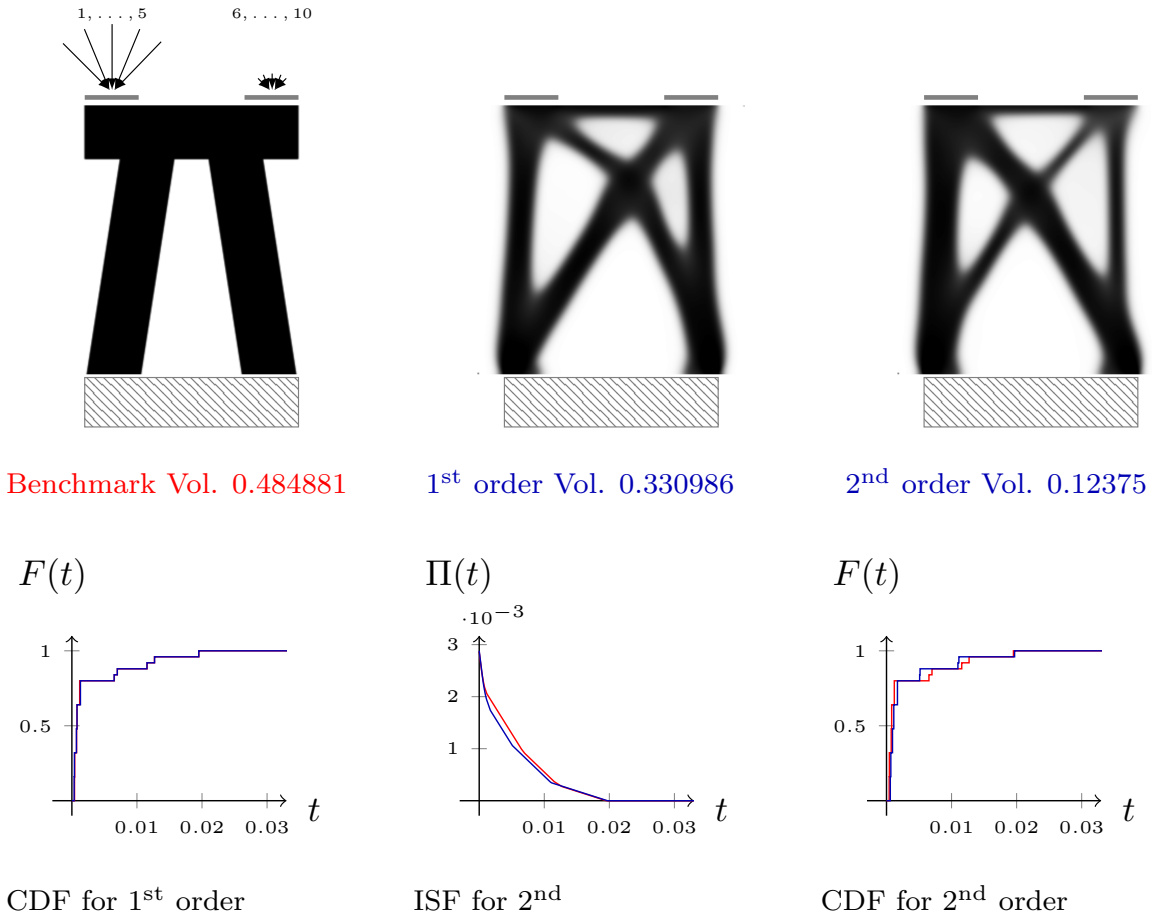 1, . . . , 5
6, . . . , 10
Benchmark Vol. 0.484881
1st order Vol. 0.330986
2nd order Vol. 0.12375
F(t)
1
0.5
0.01 0.02 0.03
t
CDF for 1st order
Π(t)
·10−3
3
2
1
0.01 0.02 0.03
t
ISF for 2nd
F(t)
1
0.5
0.01 0.02 0.03
t
CDF for 2nd order